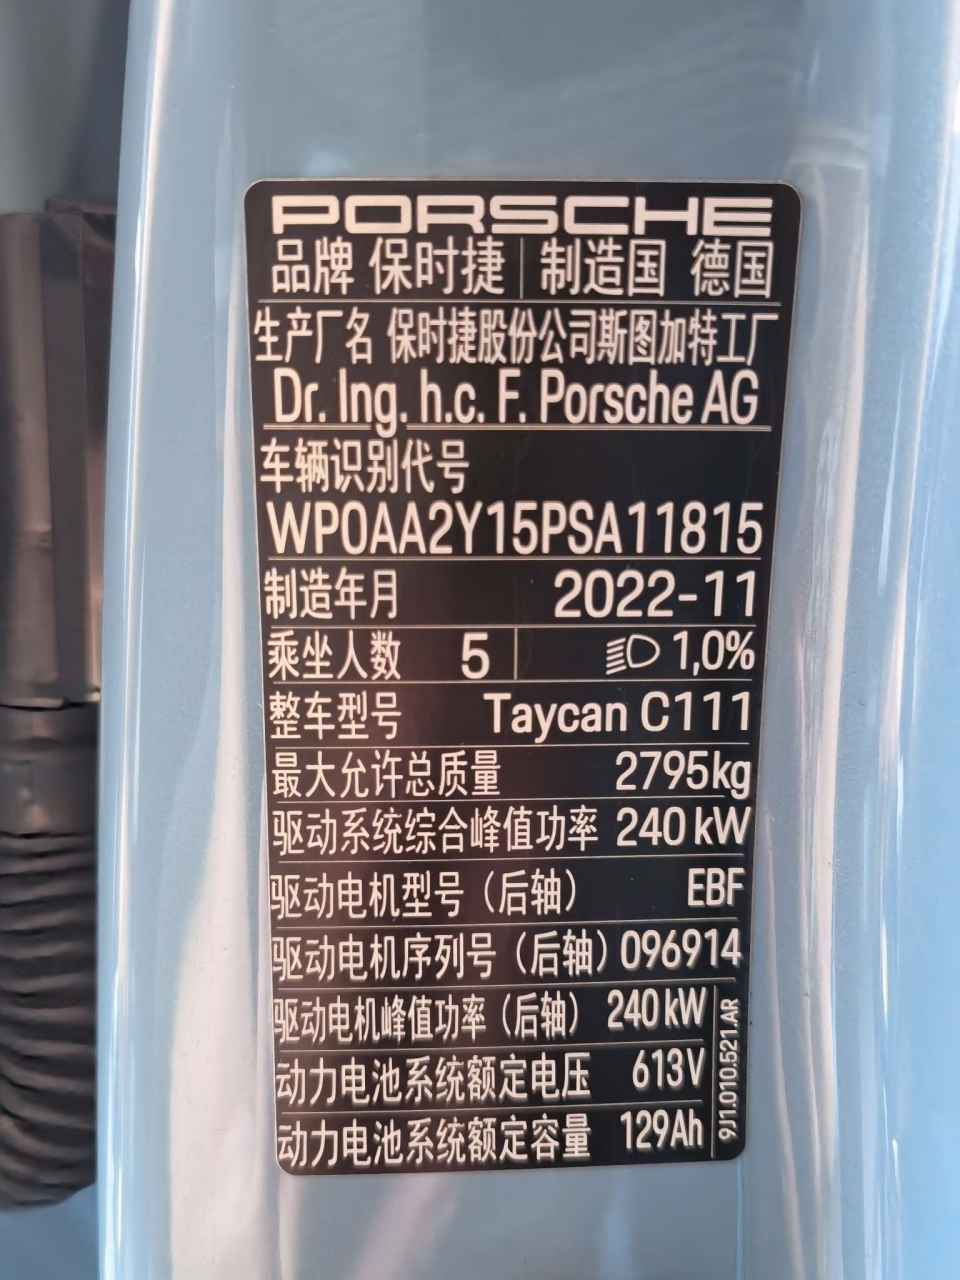 PORSCHE
品牌 保时捷 制造国 德国
生产厂名 保时捷股份公司斯图加特工厂
Dr. Ing. h.c. F. Porsche AG
车辆识别代号
WP0AA2Y15PSA11815
制造年月 2022-11
乘坐人数 5 1,0%
整车型号 Taycan C111
最大允许总质量 2795kg
驱动系统综合峰值功率 240 kW
驱动电机型号（后轴） EBF
驱动电机序列号（后轴）096914
驱动电机峰值功率（后轴） 240 kW
动力电池系统额定电压 613V
动力电池系统额定容量 129Ah
9J1.010.521.AR